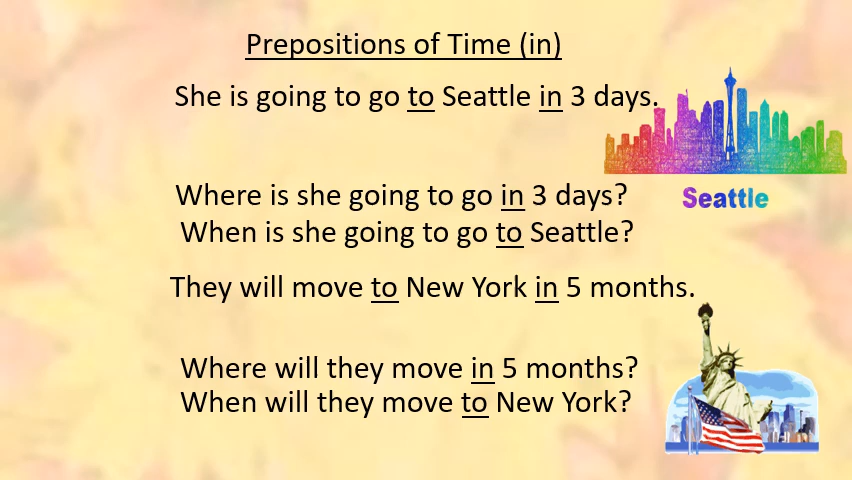 Prepositions of Time (in)
She is going to go to Seattle in 3 days.
Seattle
Where is she going to go in 3 days?
When is she going to go to Seattle?
They will move to New York in 5 months.
Where will they move in 5 months?
When will they move to New York?